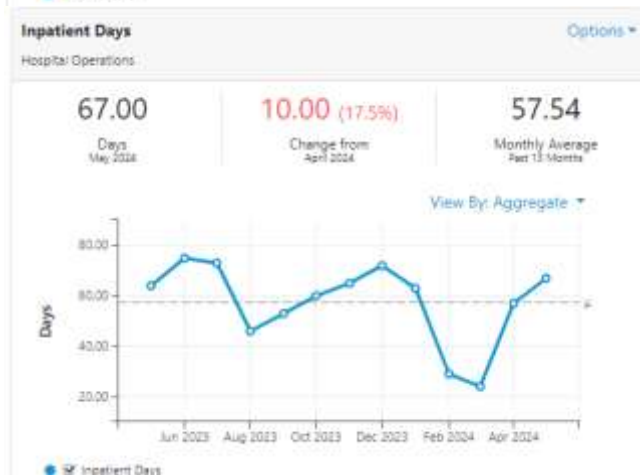 Inpatient Days
Options
Hospital Operations
67.00
Days
May 2024
10.00 (17.5%)
Change from
April 2024
57.54
Monthly Average
Past 13 Months
View By: Aggregate
80.00
60.00
40.00
20.00
Days
Jun 2023 Aug 2023 Oct 2023 Dec 2023 Feb 2024 Apr 2024
Inpatient Days